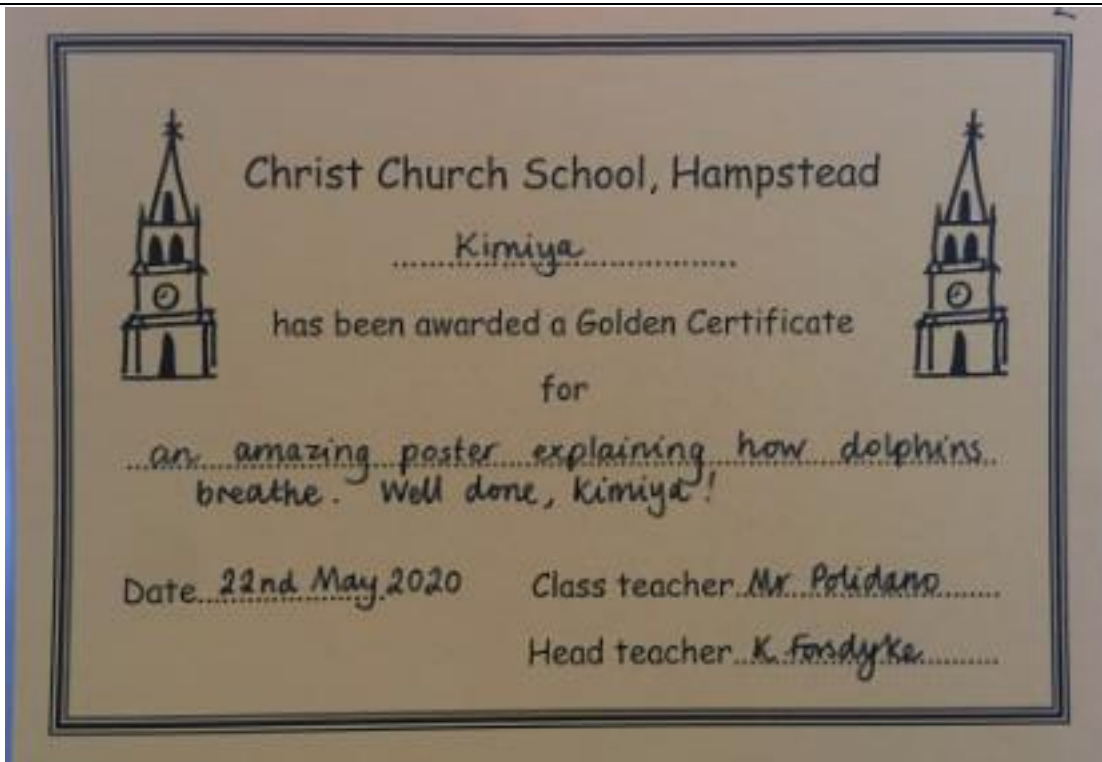 Christ Church School, Hampstead
Kimiya
has been awarded a Golden Certificate
for
an amazing poster explaining how dolphins
breathe. Well done, Kimiya!
Date 22nd May 2020 Class teacher Mr Polidano
Head teacher K Forsdyke